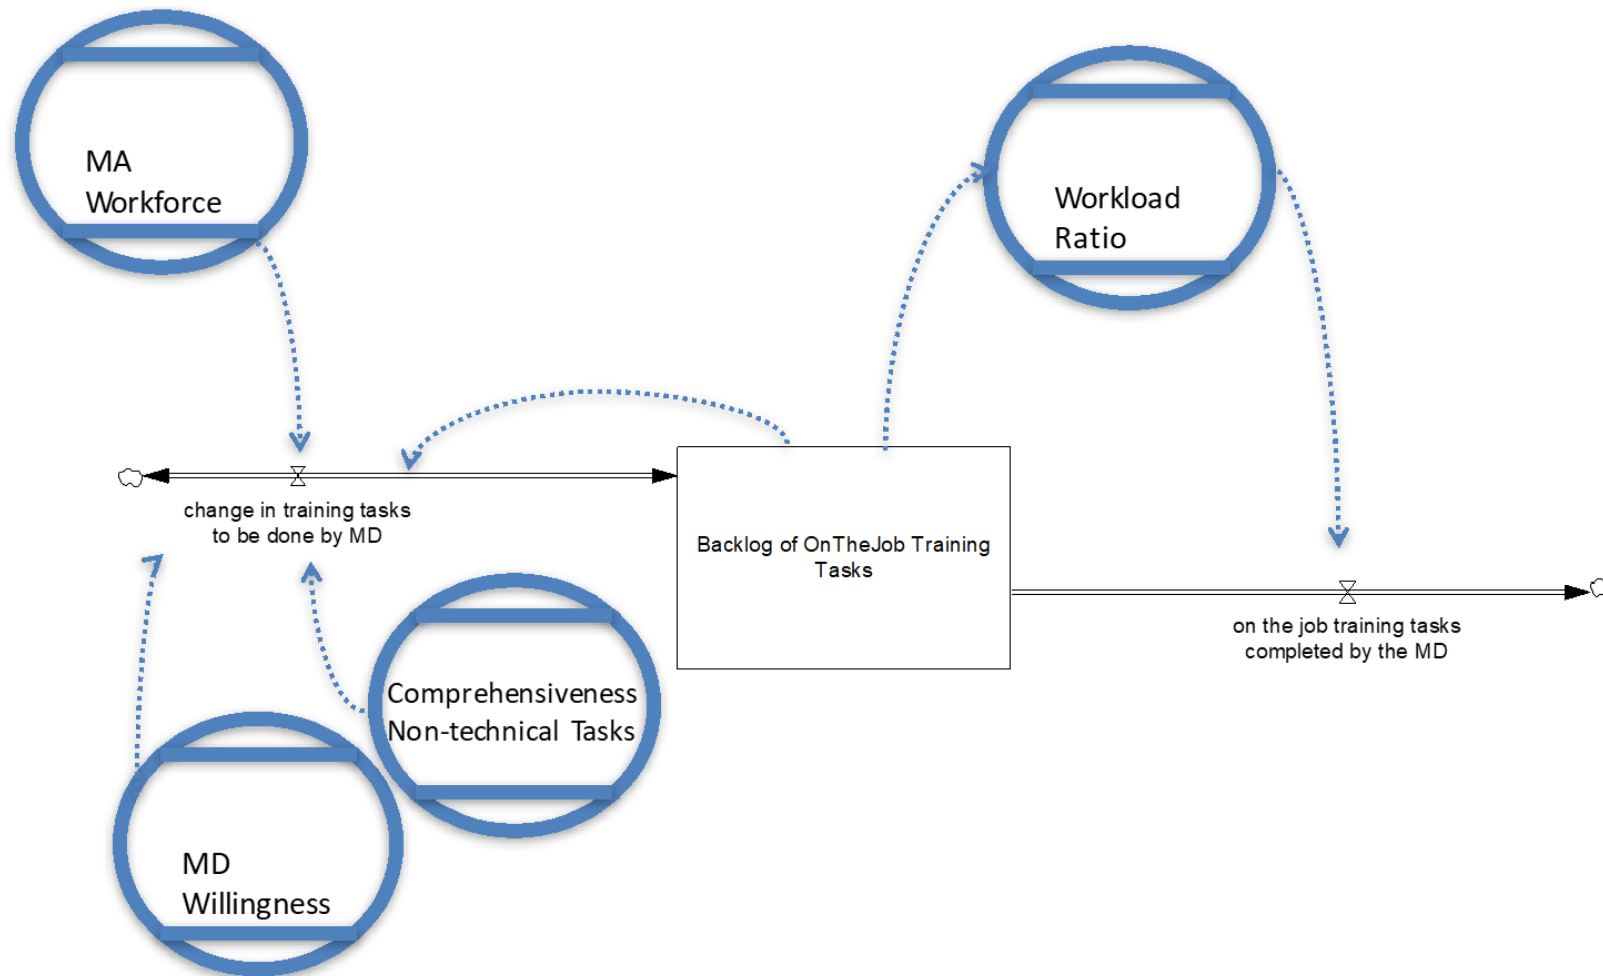 MA
Workforce
Workload
Ratio
change in training tasks
to be done by MD
Backlog of OnTheJob Training
Tasks
on the job training tasks
completed by the MD
Comprehensiveness
Non-technical Tasks
MD
Willingness